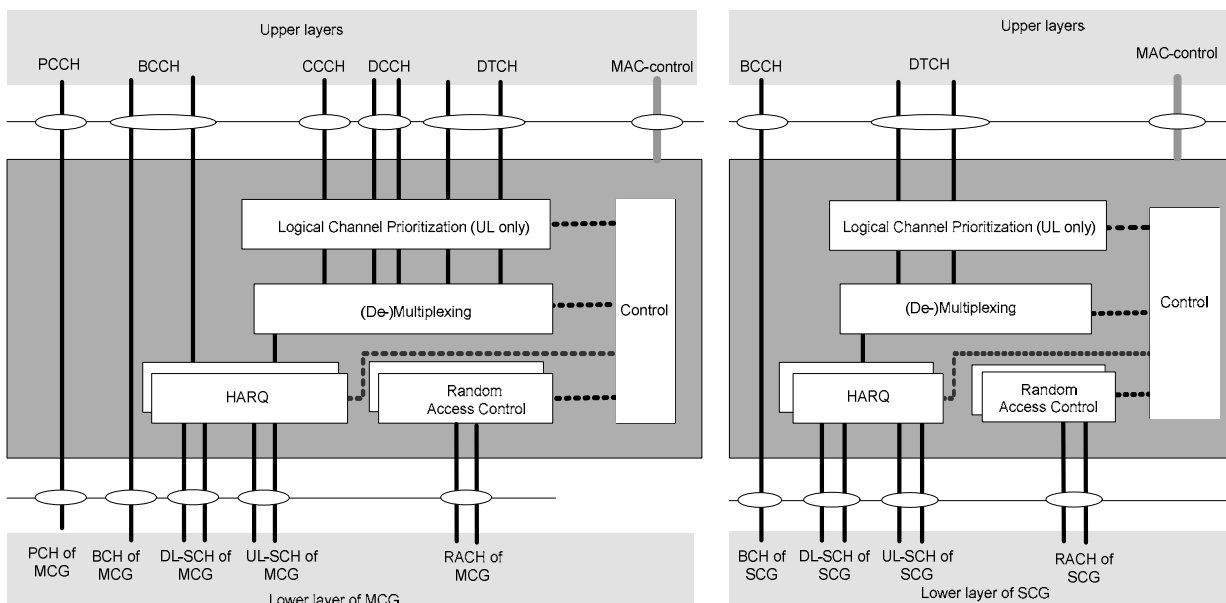 Upper layers
PCCH BCCH CCCH DCCH DTCH MAC-control
Logical Channel Prioritization (UL only)
(De-)Multiplexing
Control
HARQ
Random
Access Control
PCH of
MCG
BCH of
MCG
DL-SCH of
MCG
UL-SCH of
MCG
RACH of
MCG
Lower layer of MCG
Upper layers
BCCH DTCH MAC-control
Logical Channel Prioritization (UL only)
(De-)Multiplexing
Control
HARQ
Random
Access Control
BCH of
SCG
DL-SCH of
SCG
UL-SCH of
SCG
RACH of
SCG
Lower layer of SCG